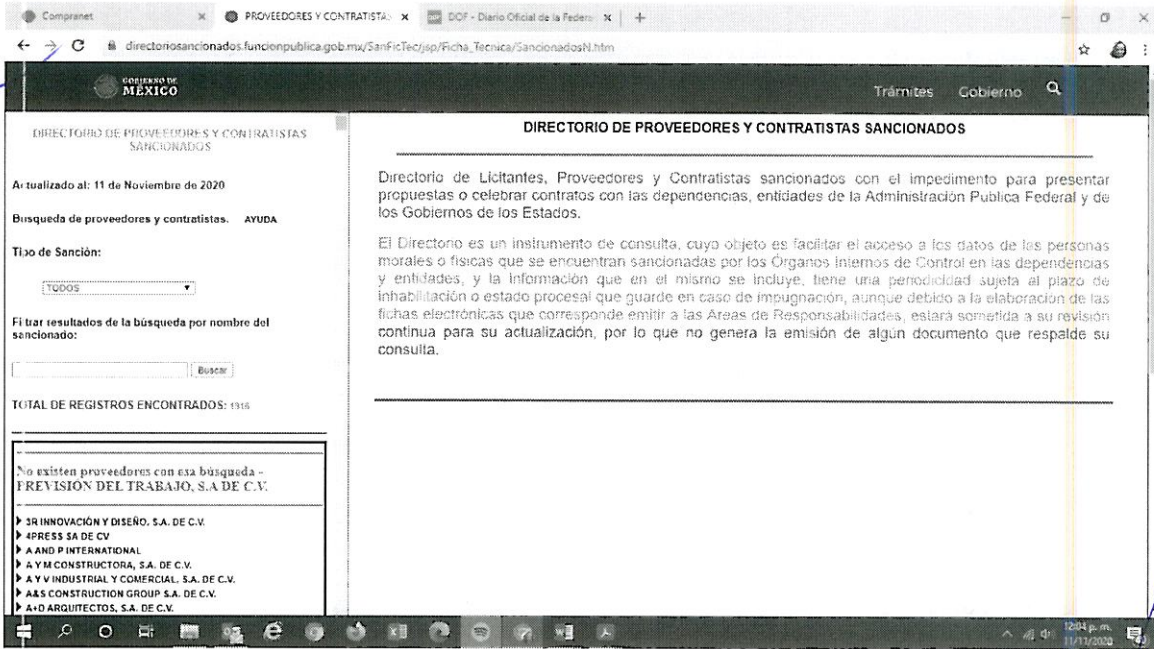 Compranet
PROVEEDORES Y CONTRATISTAS
DOF - Diario Oficial de la Federa
directoriosancionados.funcionpublica.gob.mx/SanFicTec/jsp/Ficha_Tecnica/SancionadosN.htm
GOBIERNO DE
MÉXICO
Trámites Gobierno
DIRECTORIO DE PROVEEDORES Y CONTRATISTAS
SANCIONADOS
Actualizado al: 11 de Noviembre de 2020
Busqueda de proveedores y contratistas. AYUDA
Tipo de Sanción:
TODOS
Filtrar resultados de la búsqueda por nombre del
sancionado:
Buscar
TOTAL DE REGISTROS ENCONTRADOS: 1316
No existen proveedores con esa búsqueda -
PREVISION DEL TRABAJO, S.A DE C.V.
3R INNOVACIÓN Y DISEÑO, S.A. DE C.V.
4PRESS SA DE CV
A AND P INTERNATIONAL
A Y M CONSTRUCTORA, S.A. DE C.V.
A Y V INDUSTRIAL Y COMERCIAL, S.A. DE C.V.
A&S CONSTRUCTION GROUP S.A. DE C.V.
A+D ARQUITECTOS, S.A. DE C.V.
DIRECTORIO DE PROVEEDORES Y CONTRATISTAS SANCIONADOS
Directorio de Licitantes, Proveedores y Contratistas sancionados con el impedimento para presentar
propuestas o celebrar contratos con las dependencias, entidades de la Administración Publica Federal y de
los Gobiernos de los Estados.
El Directorio es un instrumento de consulta, cuyo objeto es facilitar el acceso a los datos de las personas
morales o físicas que se encuentran sancionadas por los Órganos Internos de Control en las dependencias
y entidades, y la información que en el mismo se incluye, tiene una periodicidad sujeta al plazo de
inhabilitación o estado procesal que guarde en caso de impugnación, aunque debido a la elaboración de las
fichas electrónicas que corresponde emitir a las Areas de Responsabilidades, estará sometida a su revisión
continua para su actualización, por lo que no genera la emisión de algún documento que respalde su
consulta.
12:04 p. m.
11/11/2020